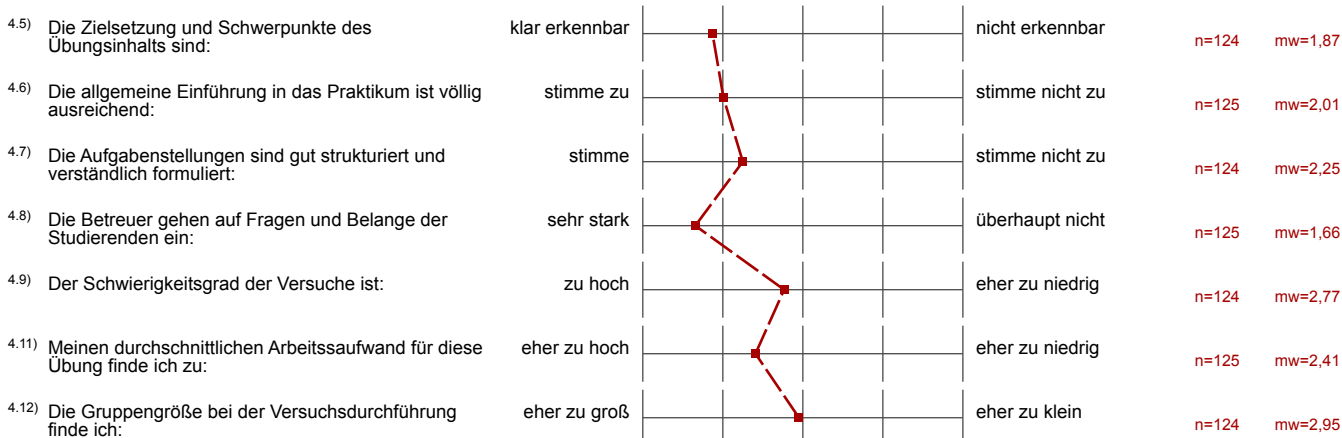 4.5) Die Zielsetzung und Schwerpunkte des
Übungsinhalts sind:
klar erkennbar
nicht erkennbar
n=124 mw=1,87
4.6) Die allgemeine Einführung in das Praktikum ist völlig
ausreichend:
stimme zu
stimme nicht zu
n=125 mw=2,01
4.7) Die Aufgabenstellungen sind gut strukturiert und
verständlich formuliert:
stimme
stimme nicht zu
n=124 mw=2,25
4.8) Die Betreuer gehen auf Fragen und Belange der
Studierenden ein:
sehr stark
überhaupt nicht
n=125 mw=1,66
4.9) Der Schwierigkeitsgrad der Versuche ist:
zu hoch
eher zu niedrig
n=124 mw=2,77
4.11) Meinen durchschnittlichen Arbeitssaufwand für diese
Übung finde ich zu:
eher zu hoch
eher zu niedrig
n=125 mw=2,41
4.12) Die Gruppengröße bei der Versuchsdurchführung
finde ich:
eher zu groß
eher zu klein
n=124 mw=2,95